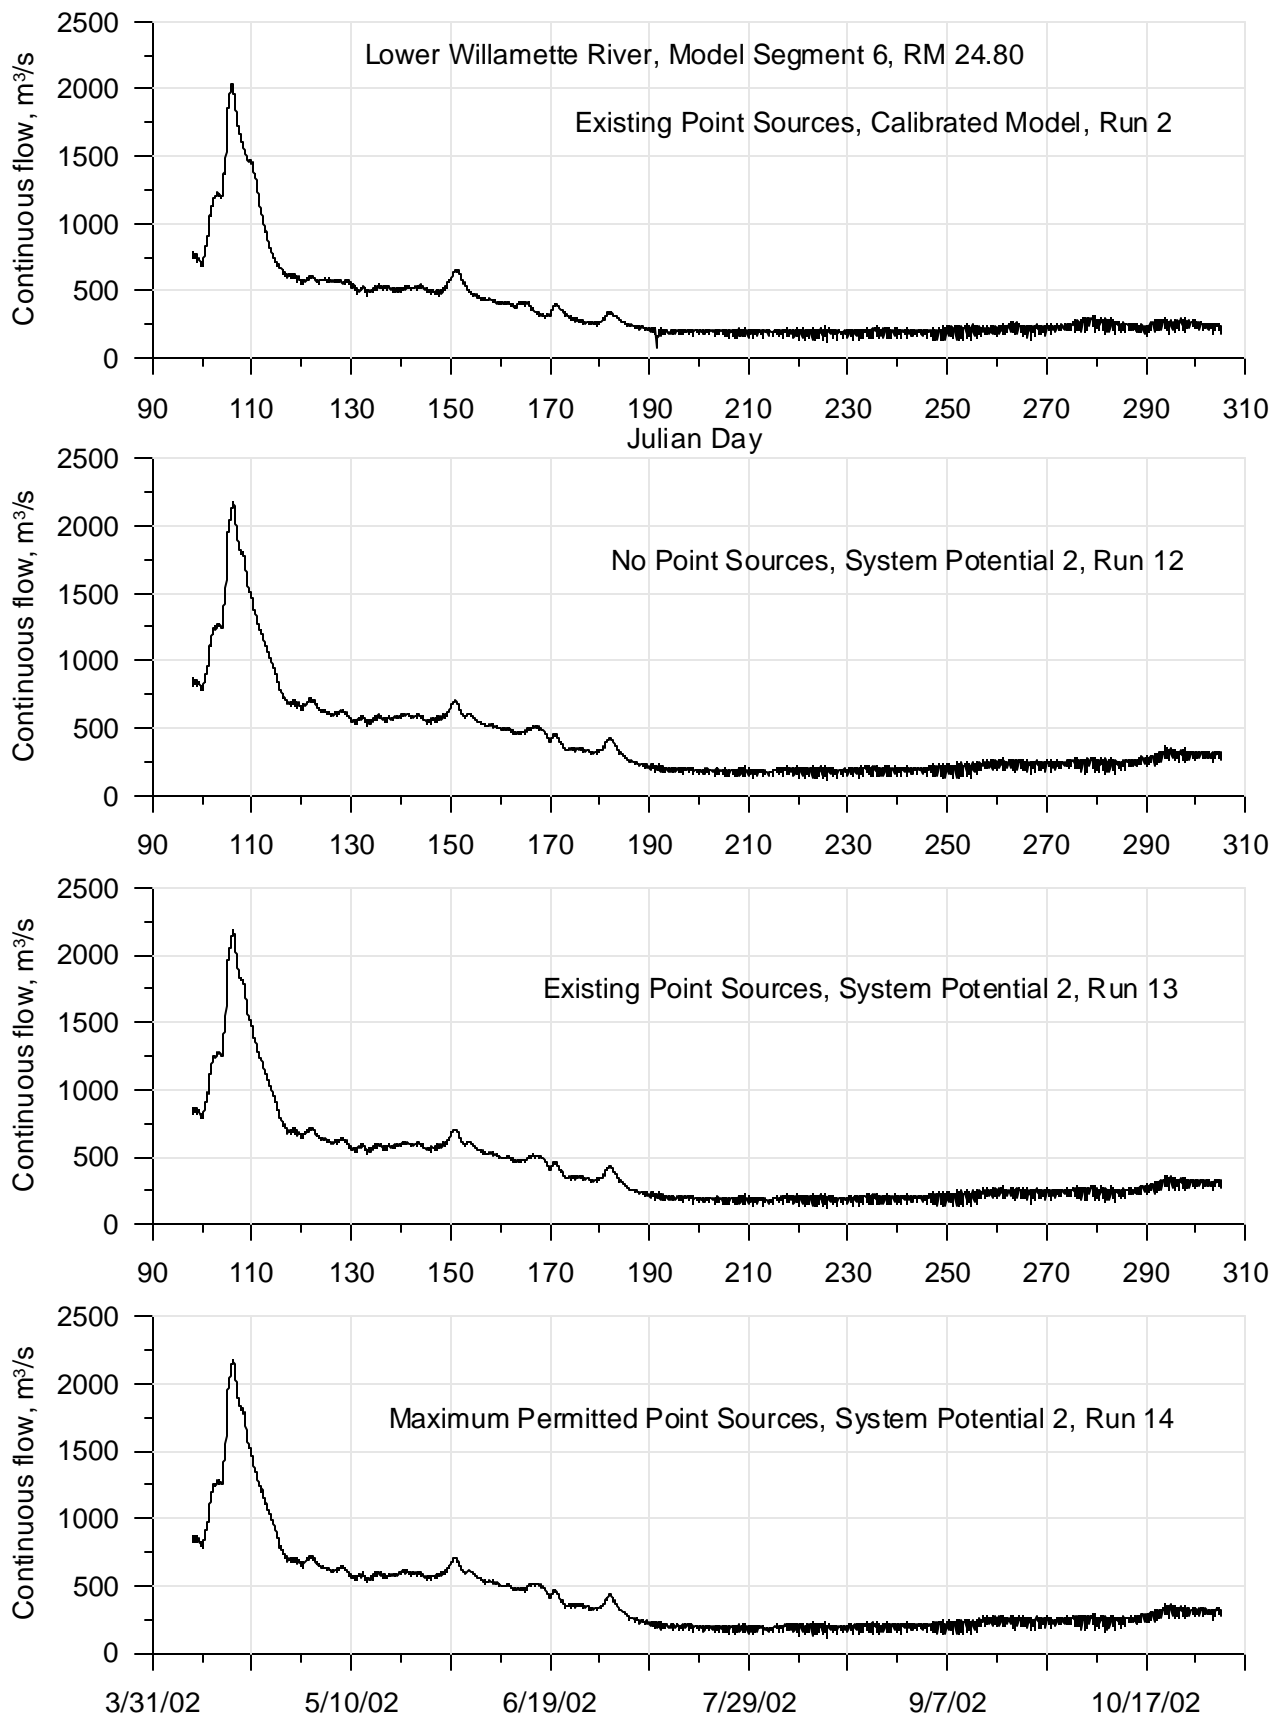 2500
Lower Willamette River, Model Segment 6, RM 24.80
2000
Existing Point Sources, Calibrated Model, Run 2
1500
1000
500
0
Continuous flow, m³/s
90 110 130 150 170 190 210 230 250 270 290 310
Julian Day
2500
2000
No Point Sources, System Potential 2, Run 12
1500
1000
500
0
Continuous flow, m³/s
90 110 130 150 170 190 210 230 250 270 290 310
2500
2000
Existing Point Sources, System Potential 2, Run 13
1500
1000
500
0
Continuous flow, m³/s
90 110 130 150 170 190 210 230 250 270 290 310
2500
2000
Maximum Permitted Point Sources, System Potential 2, Run 14
1500
1000
500
0
Continuous flow, m³/s
3/31/02 5/10/02 6/19/02 7/29/02 9/7/02 10/17/02